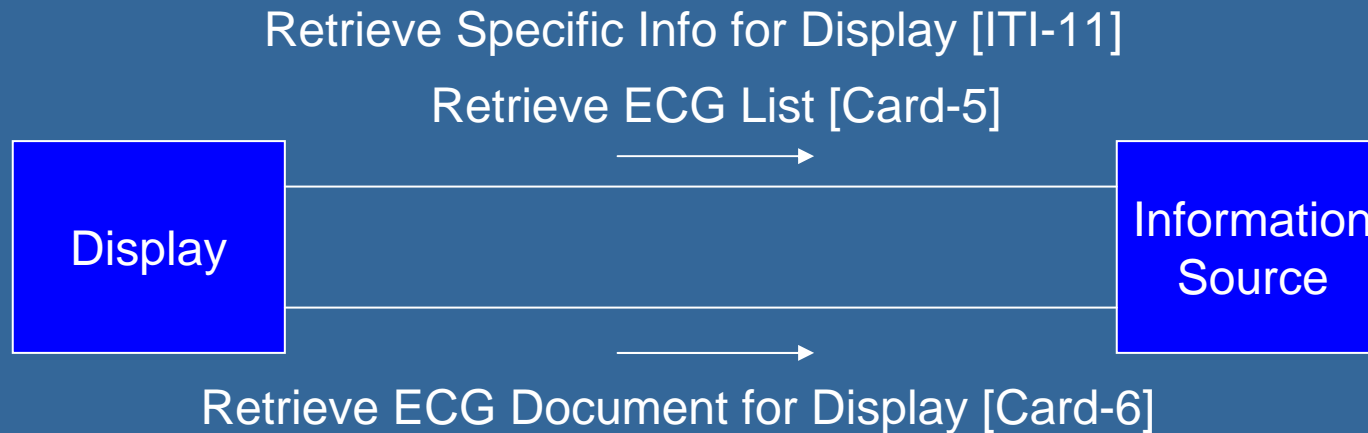 Retrieve Specific Info for Display [ITI-11]
Retrieve ECG List [Card-5]
Display
Information
Source
Retrieve ECG Document for Display [Card-6]